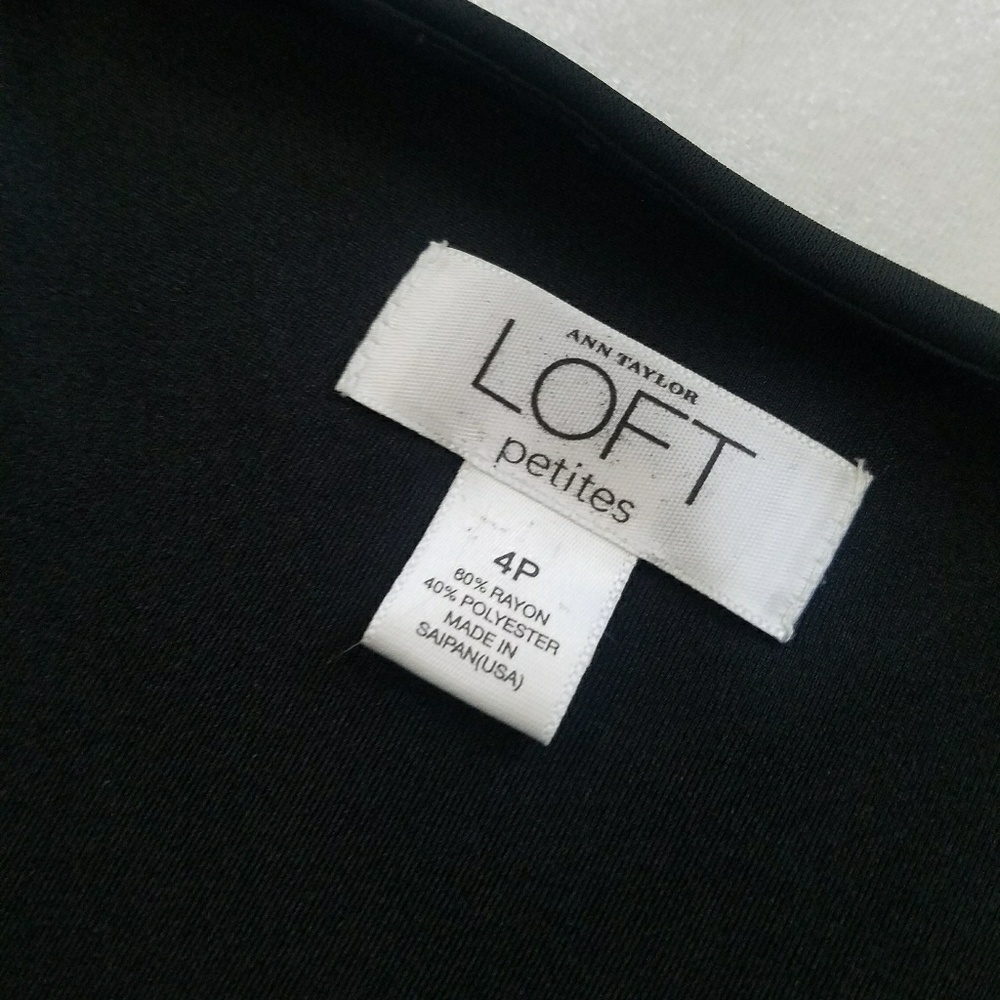 ANN TAYLOR
LOFT
petites
4P
60% RAYON
40% POLYESTER
MADE IN
SAIPAN(USA)